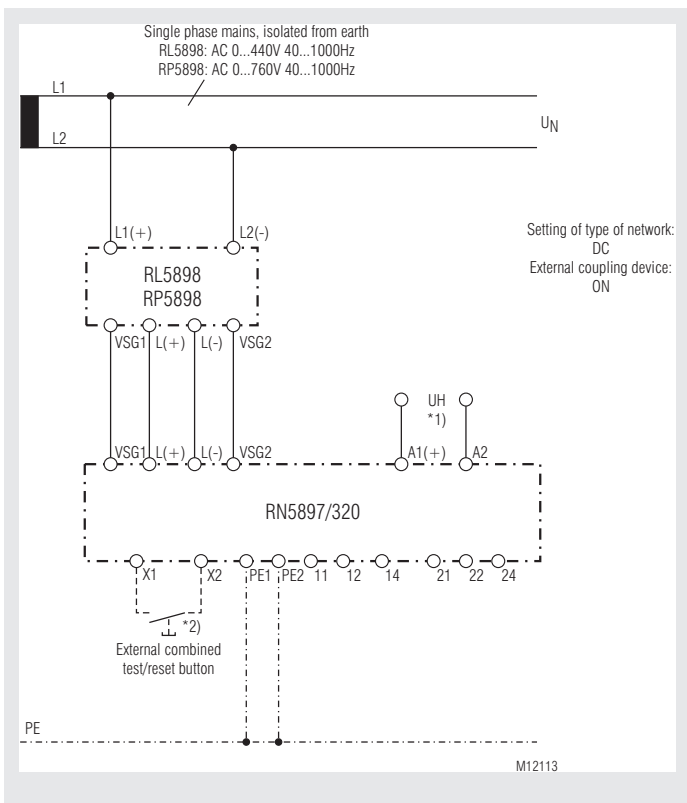 Single phase mains, isolated from earth
RL5898: AC 0...440V 40...1000Hz
RP5898: AC 0...760V 40...1000Hz
L1
UN
L2
Setting of type of network:
DC
External coupling device:
ON
L1(+) L2(-)
RL5898
RP5898
VSG1 L(+) L(-) VSG2
UH
*1)
VSG1 L(+) L(-) VSG2 A1(+) A2
RN5897/320
X1 X2 PE1 PE2 11 12 14 21 22 24
*2)
External combined
test/reset button
PE
M12113